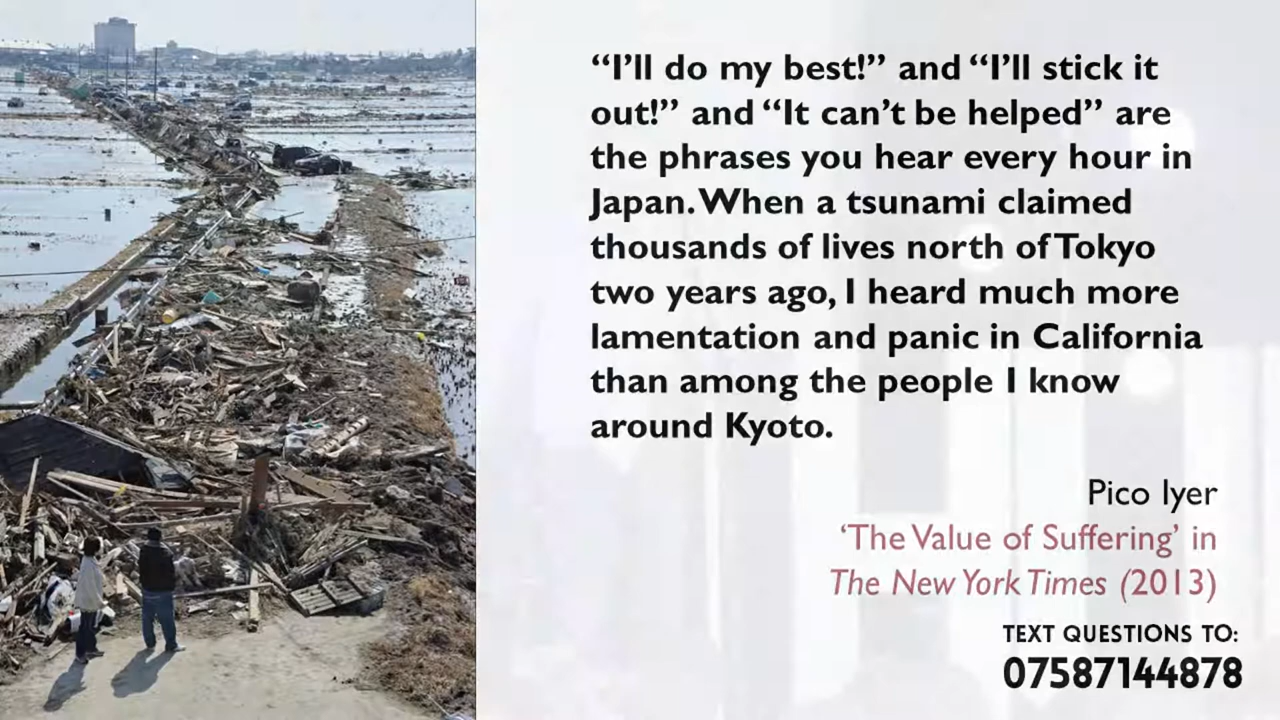 “I’ll do my best!” and “I’ll stick it
out!” and “It can’t be helped” are
the phrases you hear every hour in
Japan. When a tsunami claimed
thousands of lives north of Tokyo
two years ago, I heard much more
lamentation and panic in California
than among the people I know
around Kyoto.
Pico Iyer
‘The Value of Suffering’ in
The New York Times (2013)
TEXT QUESTIONS TO:
07587144878